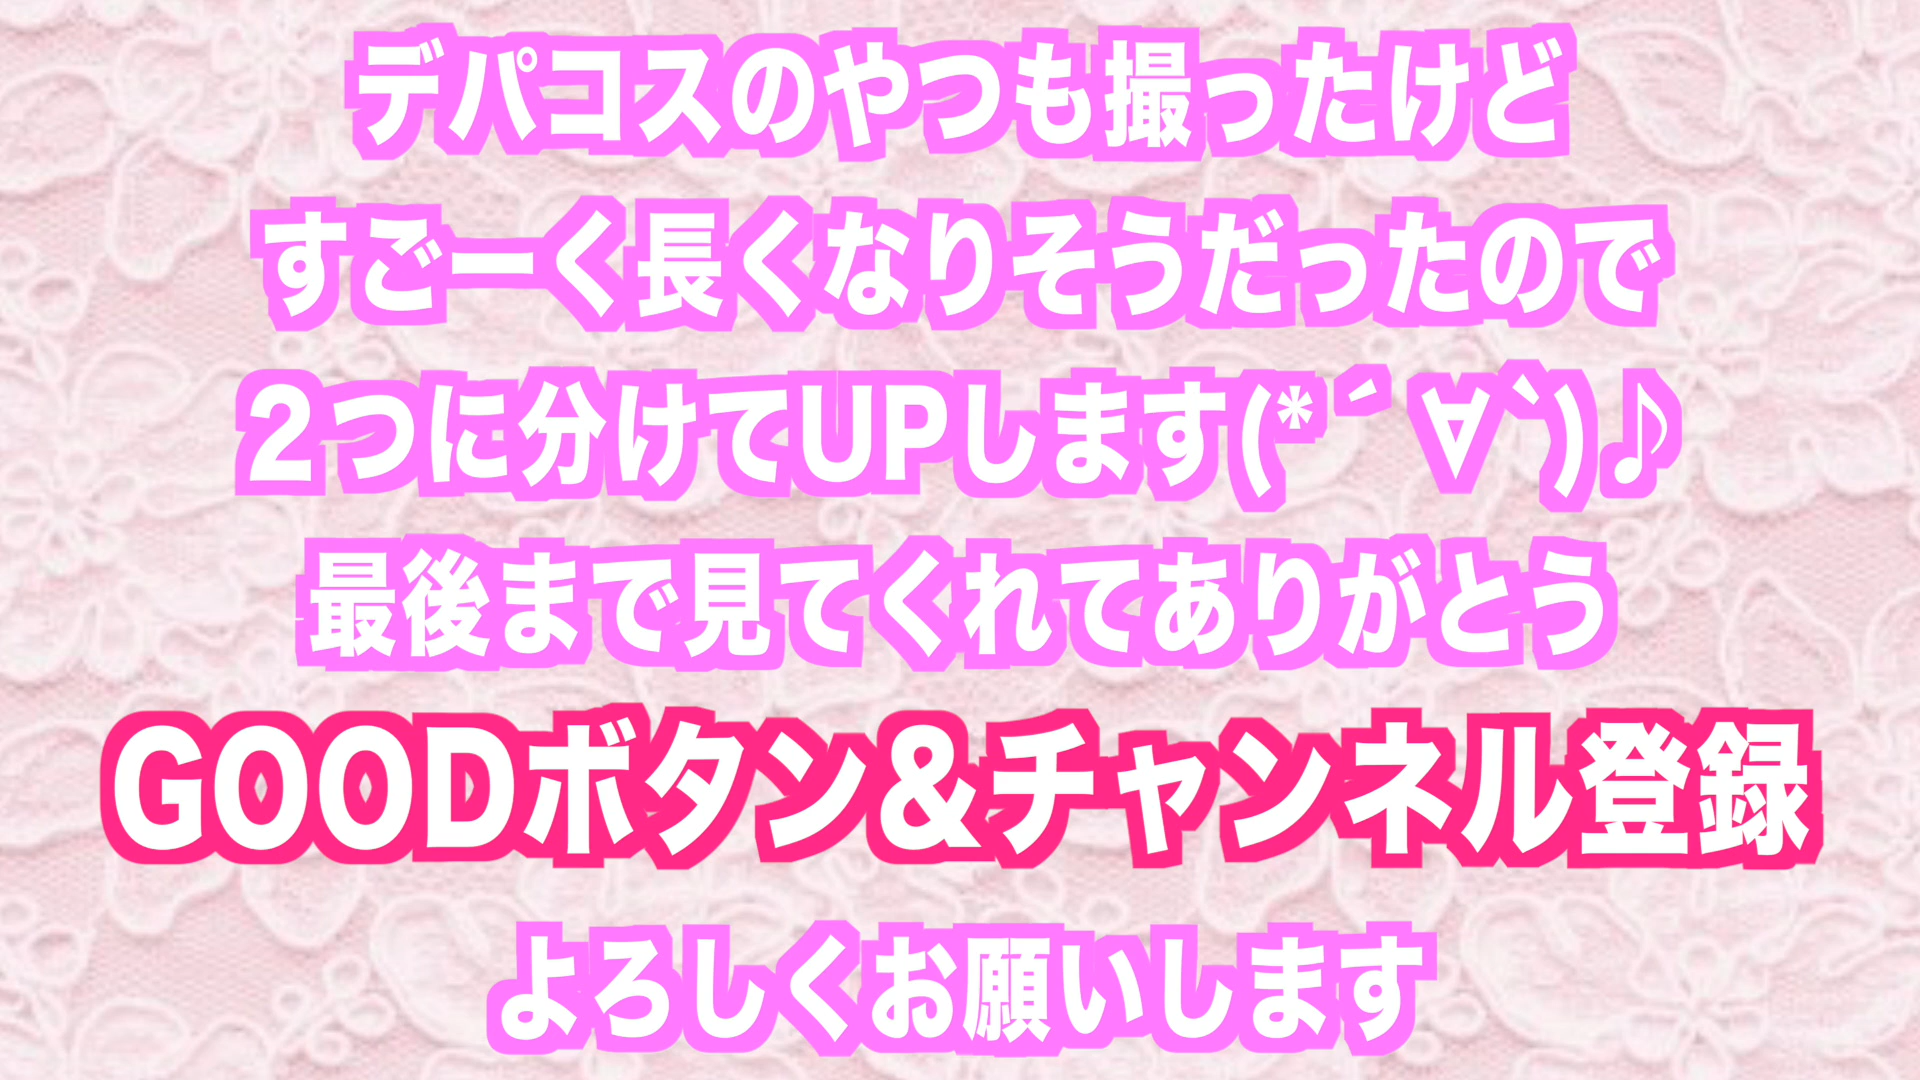 デパコスのやつも撮ったけど
すごーく長くなりそうだったので
2つに分けてUPします(*´∀`)♪
最後まで見てくれてありがとう
GOODボタン&チャンネル登録
よろしくお願いします